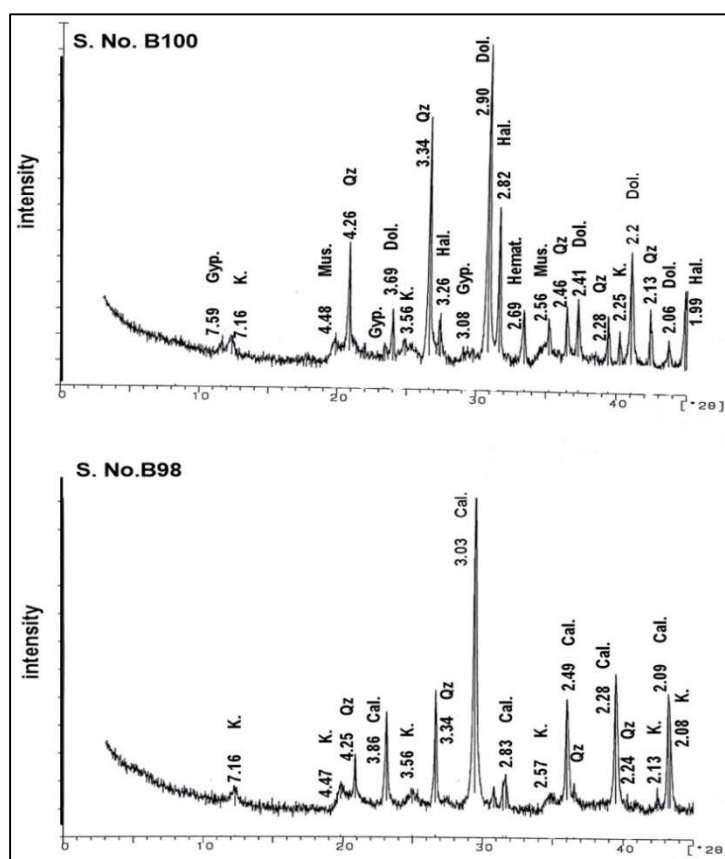 S. No. B100
intensity
Gyp.
7.59
K.
7.16
Mus.
4.48
Qz
4.26
Gyp.
Dol.
3.69
K.
3.56
Qz
3.34
Hal.
3.26
Gyp.
3.08
Dol.
2.90
Hal.
2.82
Hemat.
2.69
Mus.
2.56
Qz
2.46
Dol.
2.41
Qz
2.28
K.
2.25
Dol.
2.2
Qz
2.13
Dol.
2.06
Hal.
1.99
0 10 20 30 40 [°2θ]
S. No.B98
intensity
K.
7.16
K.
4.47
Qz
4.25
Cal.
3.86
K.
3.56
Qz
3.34
Cal.
3.03
Cal.
2.83
K.
2.57
Cal.
2.49
Qz
Cal.
2.28
Qz
2.24
K.
2.13
Cal.
2.09
K.
2.08
0 10 20 30 40 [°2θ]